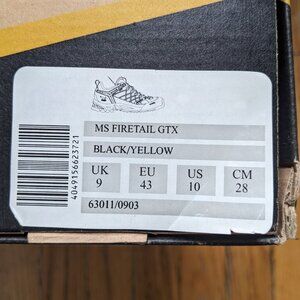 MS FIRETAIL GTX
BLACK/YELLOW
UK EU US CM
9 43 10 28
63011/0903
4049156623721